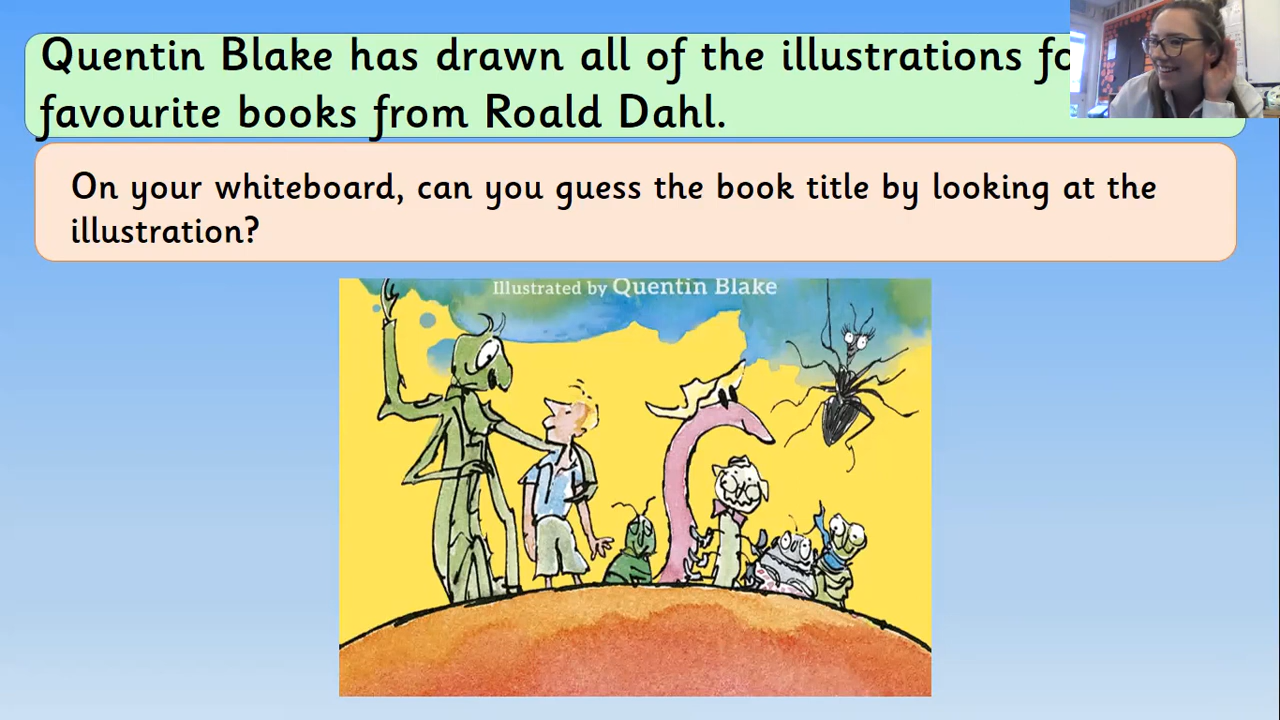 Quentin Blake has drawn all of the illustrations
favourite books from Roald Dahl.
On your whiteboard, can you guess the book title by looking at the
illustration?
Illustrated by Quentin Blake